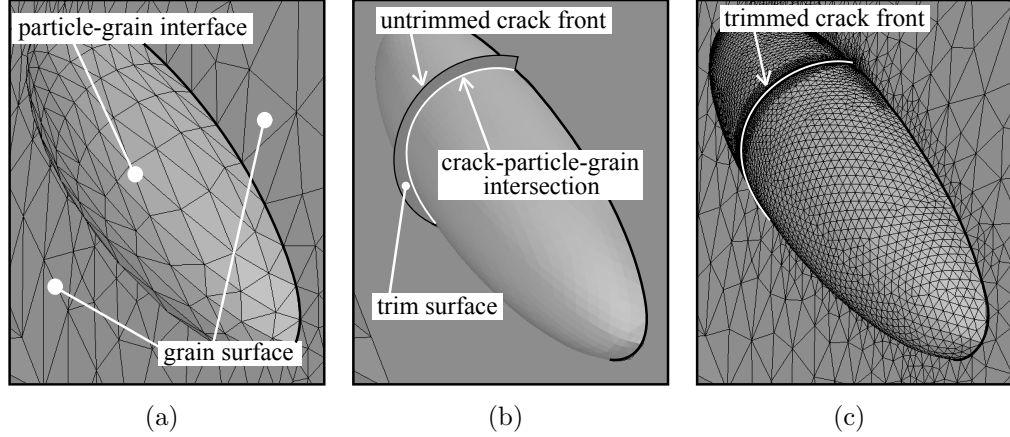 particle-grain interface
grain surface
(a)
untrimmed crack front
crack-particle-grain
intersection
trim surface
(b)
trimmed crack front
(c)